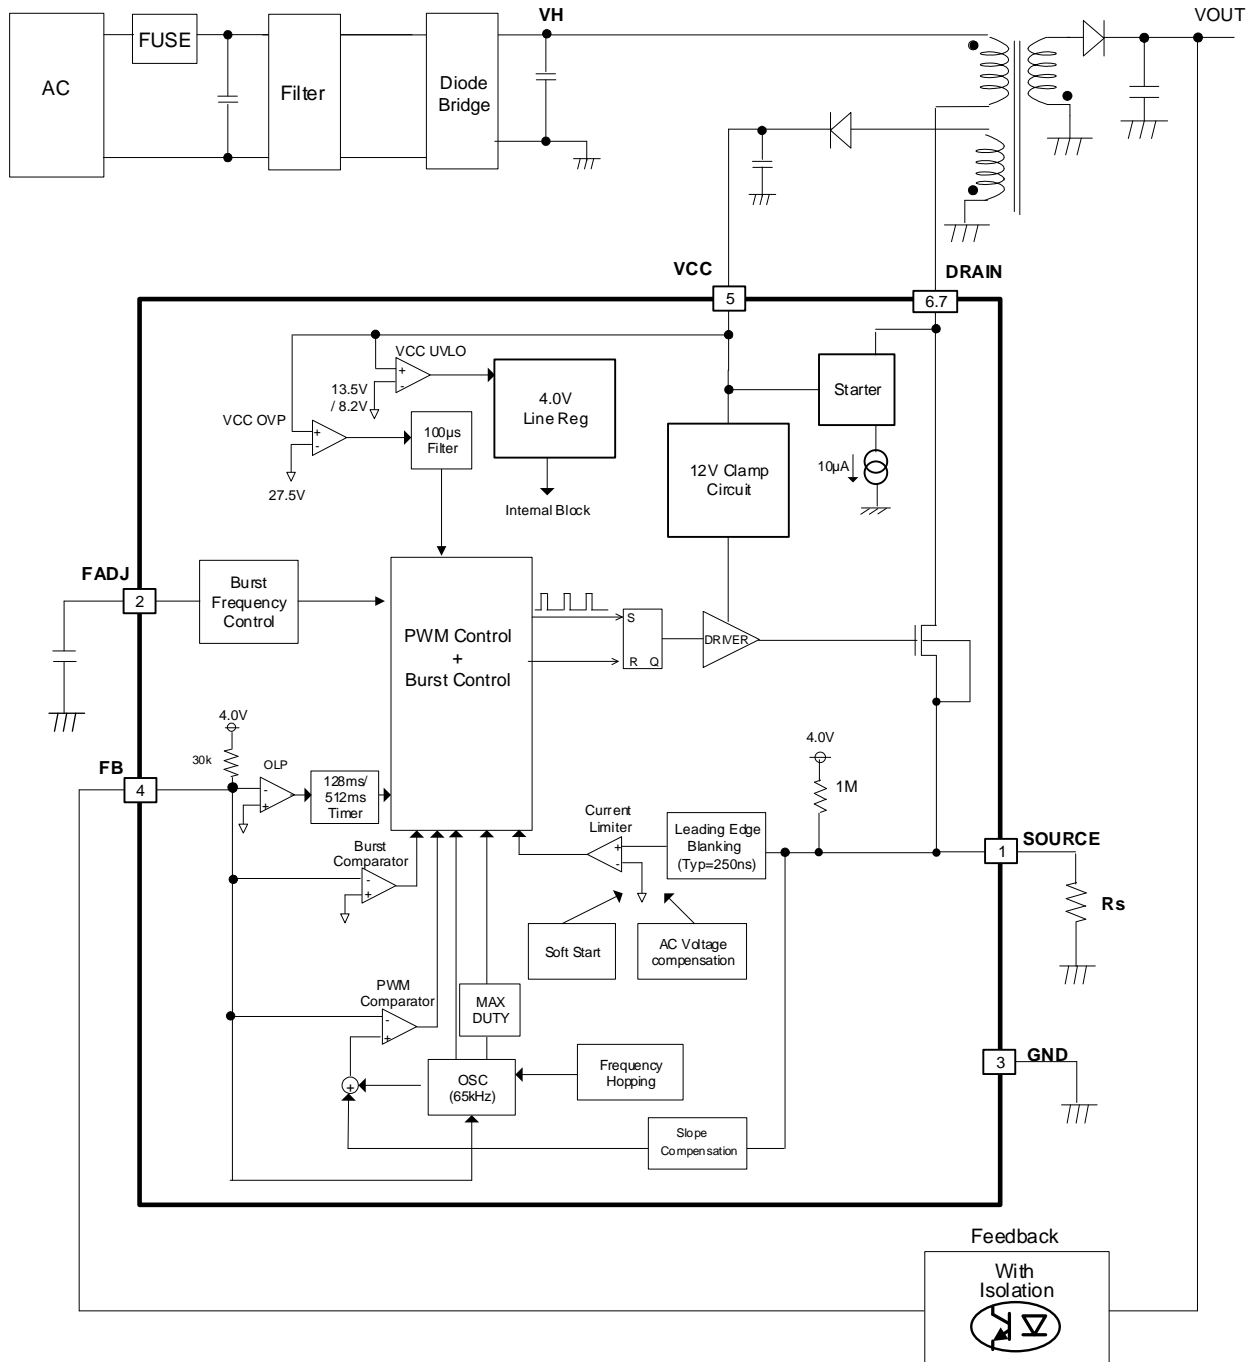 VH
VOUT
FUSE
AC
Filter
Diode
Bridge
VCC
DRAIN
5
6.7
VCC UVLO
+
-
13.5V
/ 8.2V
4.0V
Line Reg
Starter
VCC OVP
+
-
100µs
Filter
27.5V
Internal Block
12V Clamp
Circuit
10µA
FADJ
2
Burst
Frequency
Control
PWM Control
+
Burst Control
S
R Q
DRIVER
4.0V
30k
OLP
FB
4
-
+
128ms/
512ms
Timer
4.0V
1M
Current
Limiter
+
-
Leading Edge
Blanking
(Typ=250ns)
SOURCE
1
Rs
Burst
Comparator
-
+
Soft Start
AC Voltage
compensation
PWM
Comparator
-
+
MAX
DUTY
+
OSC
(65kHz)
Frequency
Hopping
GND
3
Slope
Compensation
Feedback
With
Isolation